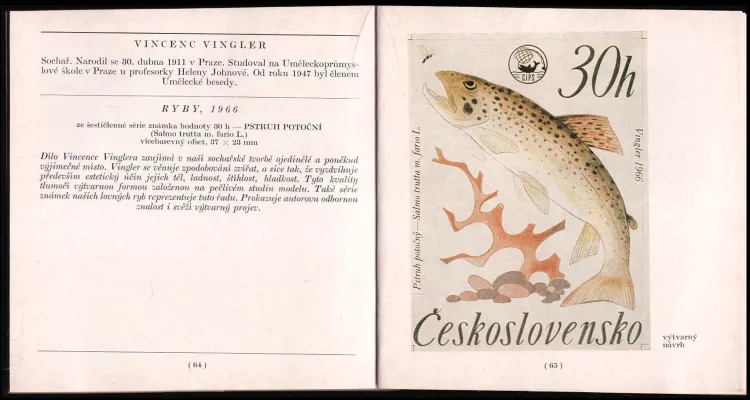 VINCENC VINGLER
Sochař. Narodil se 30. dubna 1911 v Praze. Studoval na Uměleckoprůmys-
lové škole v Praze u profesorky Heleny Johnové. Od roku 1947 byl členem
Umělecké besedy.
RYBY, 1966
ze šestičlenné série známka hodnoty 30 h — PSTRUH POTOČNÍ
(Salmo trutta m. fario L.)
vícebarevný ofset, 37 × 23 mm
Dílo Vincence Vinglera zaujímá v naší sochařské tvorbě ojedinělé a poněkud
výjimečné místo. Vingler se věnuje zpodobování zvířat, a sice tak, že vyzdvihuje
především estetický účin jejich těl, ladnost, štíhlost, hladkost. Tyto kvality
tlumočí výtvarnou formou založenou na pečlivém studiu modelu. Také série
známek našich lovných ryb reprezentuje tuto řadu. Prokazuje autorovu odbornou
znalost i svěží výtvarný projev.
(64)
CIPS
30h
Pstruh potočný—Salmo trutta m. fario L.
Vingler 1966
Československo
výtvarný
návrh
(65)